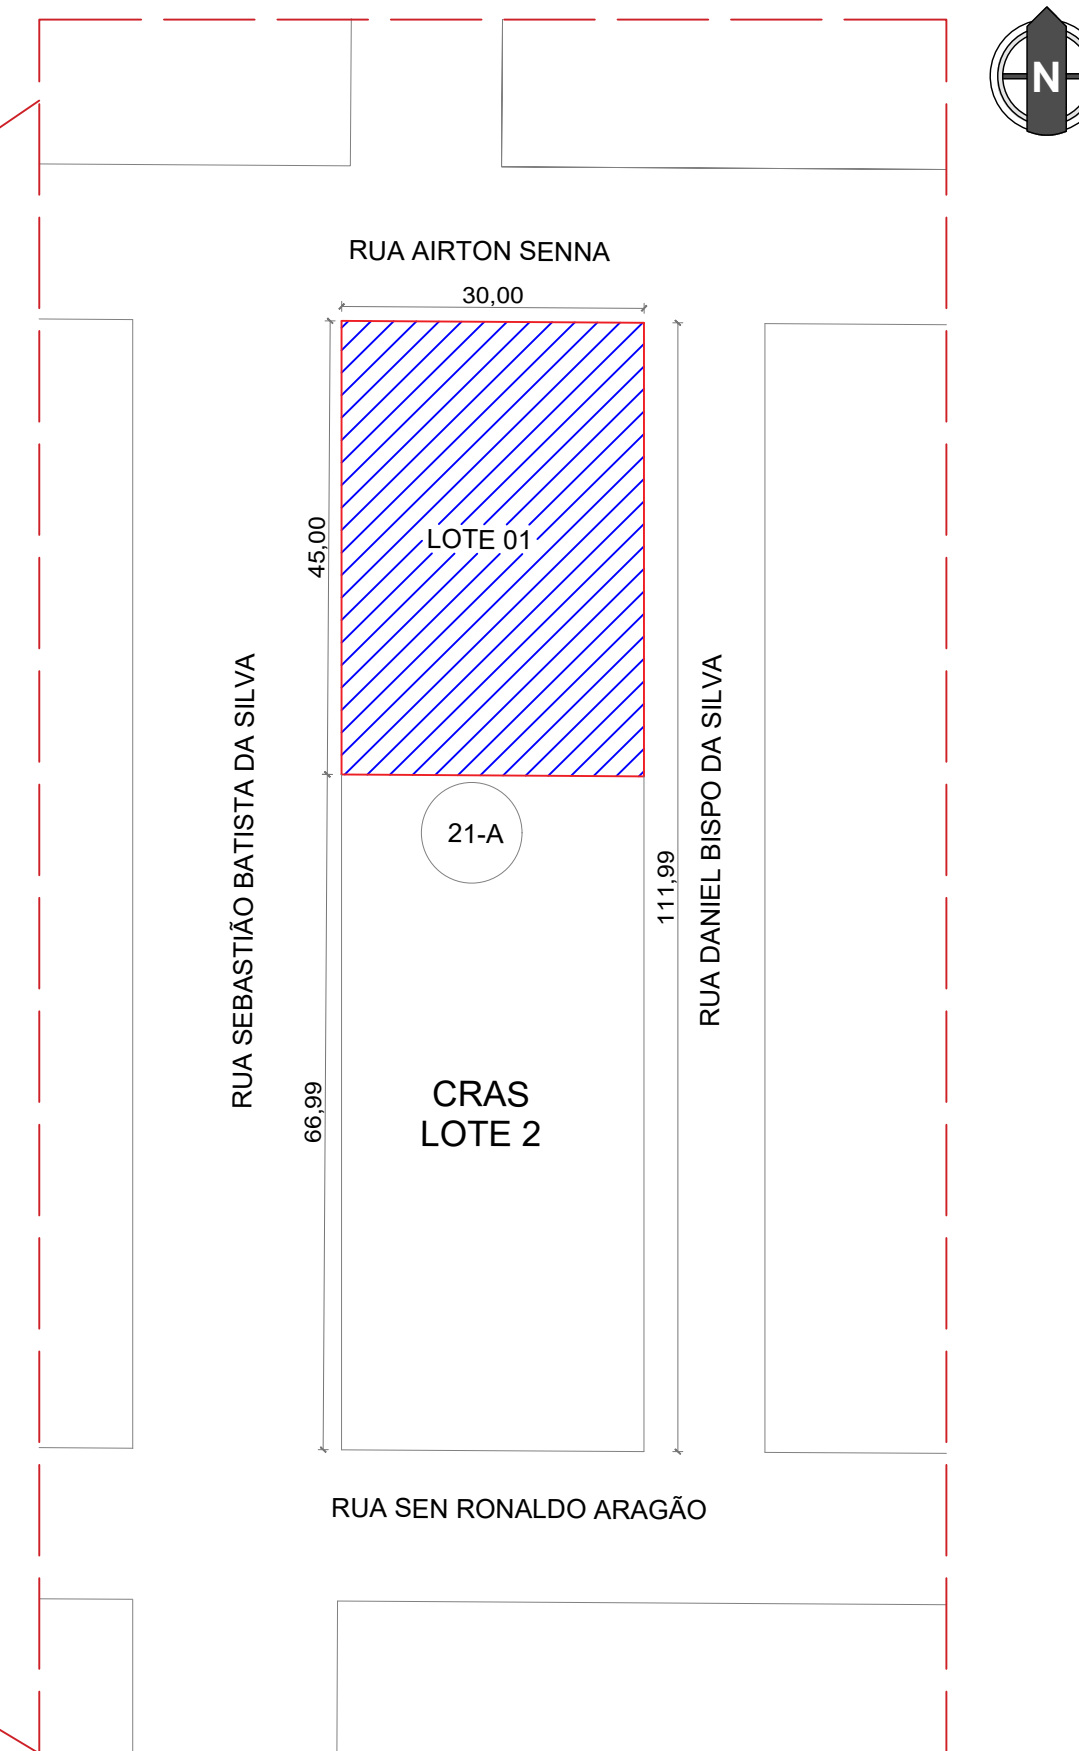 N
RUA AIRTON SENNA
30,00
45,00
LOTE 01
RUA SEBASTIÃO BATISTA DA SILVA
RUA DANIEL BISPO DA SILVA
21-A
111,99
66,99
CRAS
LOTE 2
RUA SEN RONALDO ARAGÃO